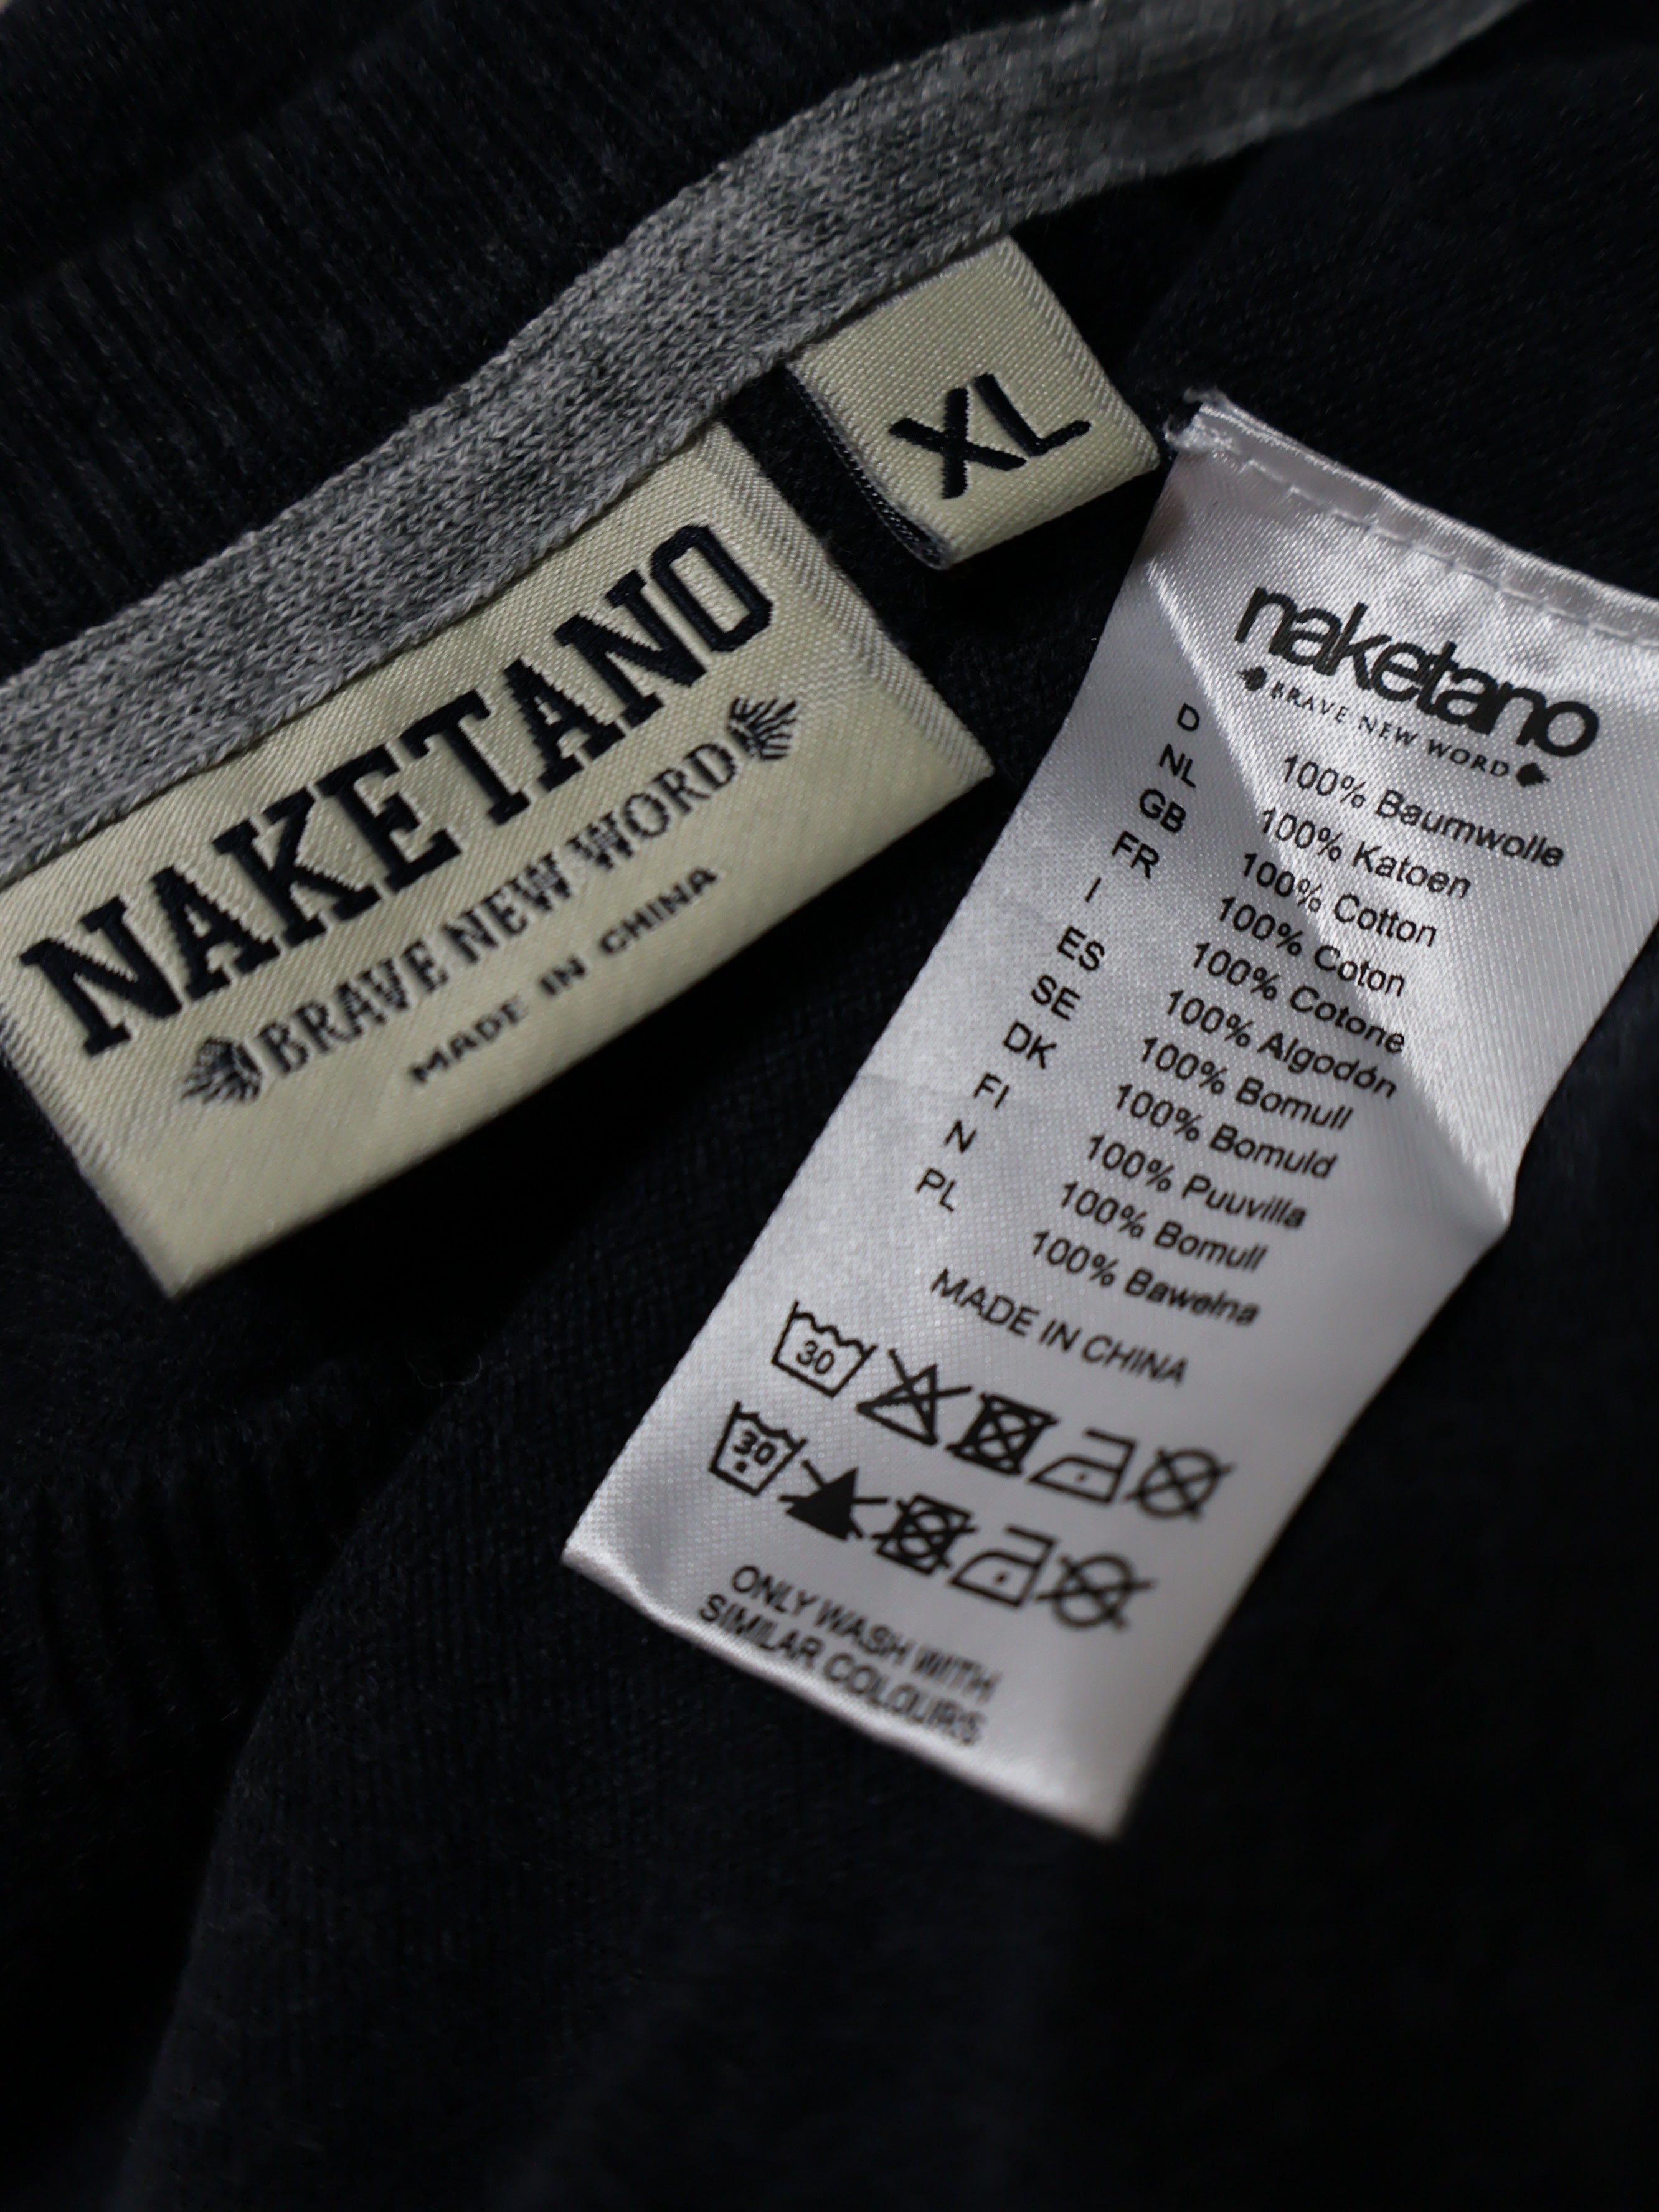 XL
NAKETANO
BRAVE NEW WORD
MADE IN CHINA
naketano
BRAVE NEW WORD
D 100% Baumwolle
NL 100% Katoen
GB 100% Cotton
FR 100% Coton
I 100% Cotone
ES 100% Algodón
SE 100% Bomull
DK 100% Bomuld
FI 100% Puuvilla
N 100% Bomull
PL 100% Bawelna
MADE IN CHINA
30
30
ONLY WASH WITH
SIMILAR COLOURS